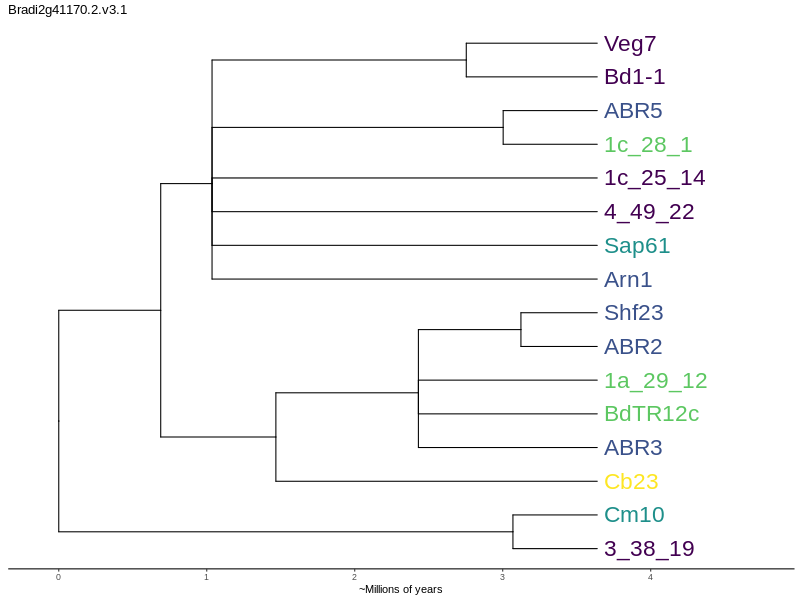 Bradi2g41170.2.v3.1
Veg7
Bd1-1
ABR5
1c_28_1
1c_25_14
4_49_22
Sap61
Arn1
Shf23
ABR2
1a_29_12
BdTR12c
ABR3
Cb23
Cm10
3_38_19
0 1 2 3 4
~Millions of years